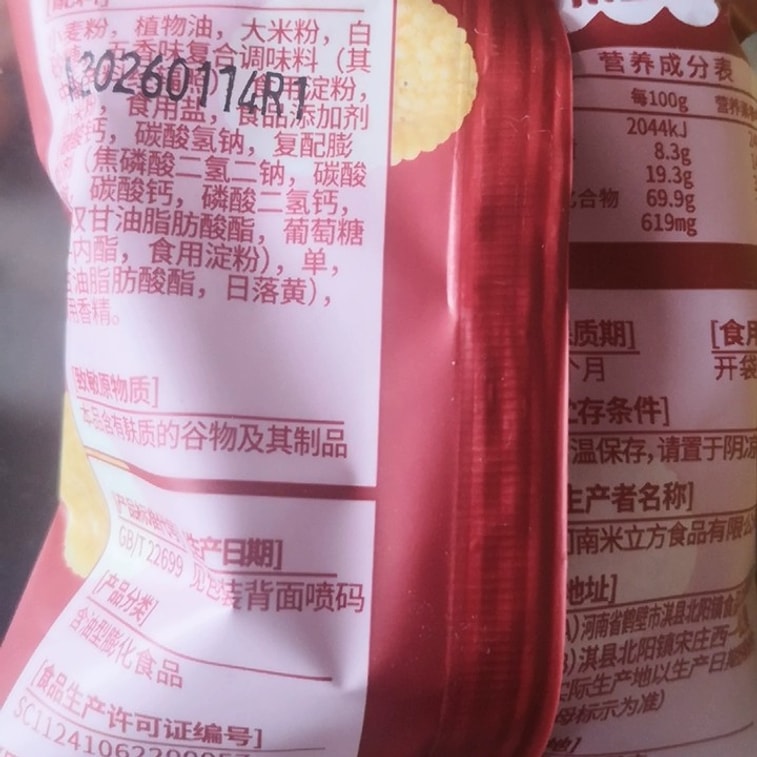 麦粉，植物油，大米粉，白
五香味复合调味料（其
A20260114R1
淀粉，
食用盐，食品添加剂
钙，碳酸氢钠，复配膨
（焦磷酸二氢二钠，碳酸
碳酸钙，磷酸二氢钙，
双甘油脂肪酸酯，葡萄糖
内酯，食用淀粉），单，
油脂肪酸酯，日落黄），
用香精。
[致敏原物质]
本品含有麸质的谷物及其制品
生产日期]
GB/T 22699
见包装背面喷码
[产品分类]
含油型膨化食品
[食品生产许可证编号]
营养成分表
每100g
2044kJ
8.3g
19.3g
合物 69.9g
619mg
质期]
[食用
个月
开袋
存条件]
温保存，请置于阴凉
生产者名称]
南米立方食品有限公
地址]
河南省鹤壁市淇县北阳镇食
淇县北阳镇宋庄西
际生产地以生产日期
母标示为准）